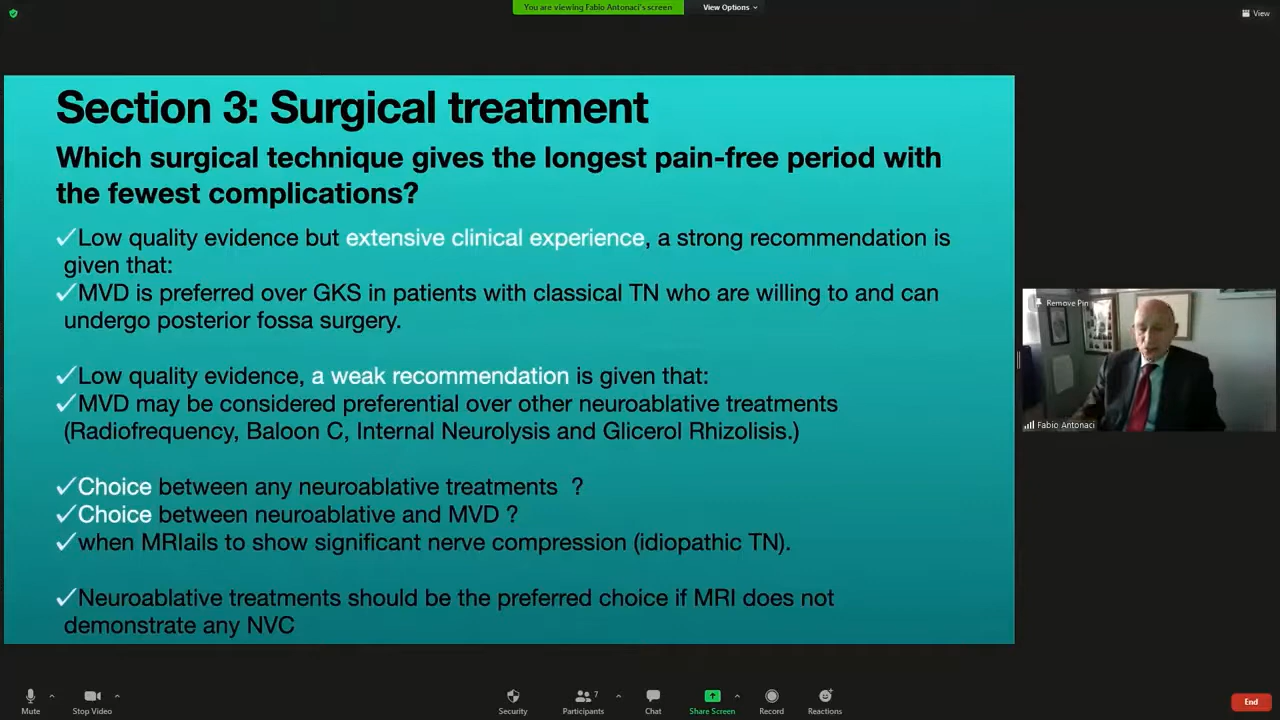 You are viewing Fabio Antonaci's screen
View Options
View
Section 3: Surgical treatment
Which surgical technique gives the longest pain-free period with
the fewest complications?
✓Low quality evidence but extensive clinical experience, a strong recommendation is
given that:
✓MVD is preferred over GKS in patients with classical TN who are willing to and can
undergo posterior fossa surgery.
✓Low quality evidence, a weak recommendation is given that:
✓MVD may be considered preferential over other neuroablative treatments
(Radiofrequency, Baloon C, Internal Neurolysis and Glicerol Rhizolisis.)
✓Choice between any neuroablative treatments ?
✓Choice between neuroablative and MVD ?
✓when MRIails to show significant nerve compression (idiopathic TN).
✓Neuroablative treatments should be the preferred choice if MRI does not
demonstrate any NVC
Remove Pin
Fabio Antonaci
Mute
Stop Video
Security
Participants
7
Chat
Share Screen
Record
Reactions
End